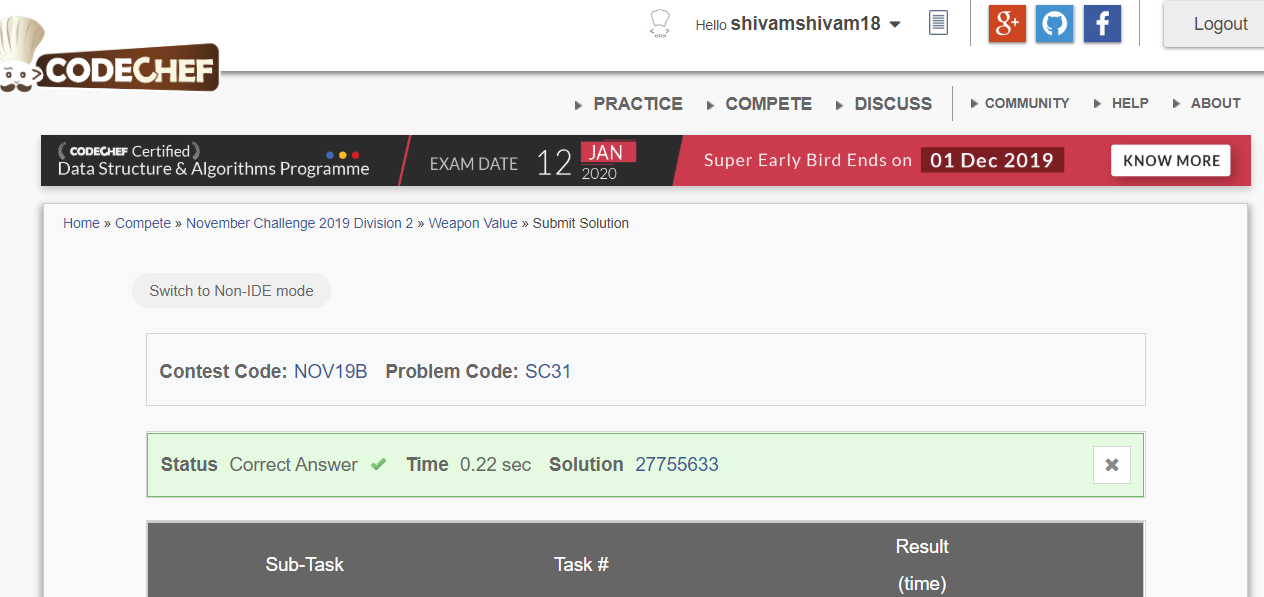 Hello shivamshivam18
g+
f
Logout
CODECHEF
PRACTICE COMPETE DISCUSS COMMUNITY HELP ABOUT
CODECHEF Certified
Data Structure & Algorithms Programme
EXAM DATE 12 JAN 2020
Super Early Bird Ends on 01 Dec 2019
KNOW MORE
Home » Compete » November Challenge 2019 Division 2 » Weapon Value » Submit Solution
Switch to Non-IDE mode
Contest Code: NOV19B Problem Code: SC31
Status Correct Answer ✔ Time 0.22 sec Solution 27755633
Sub-Task Task # Result
(time)